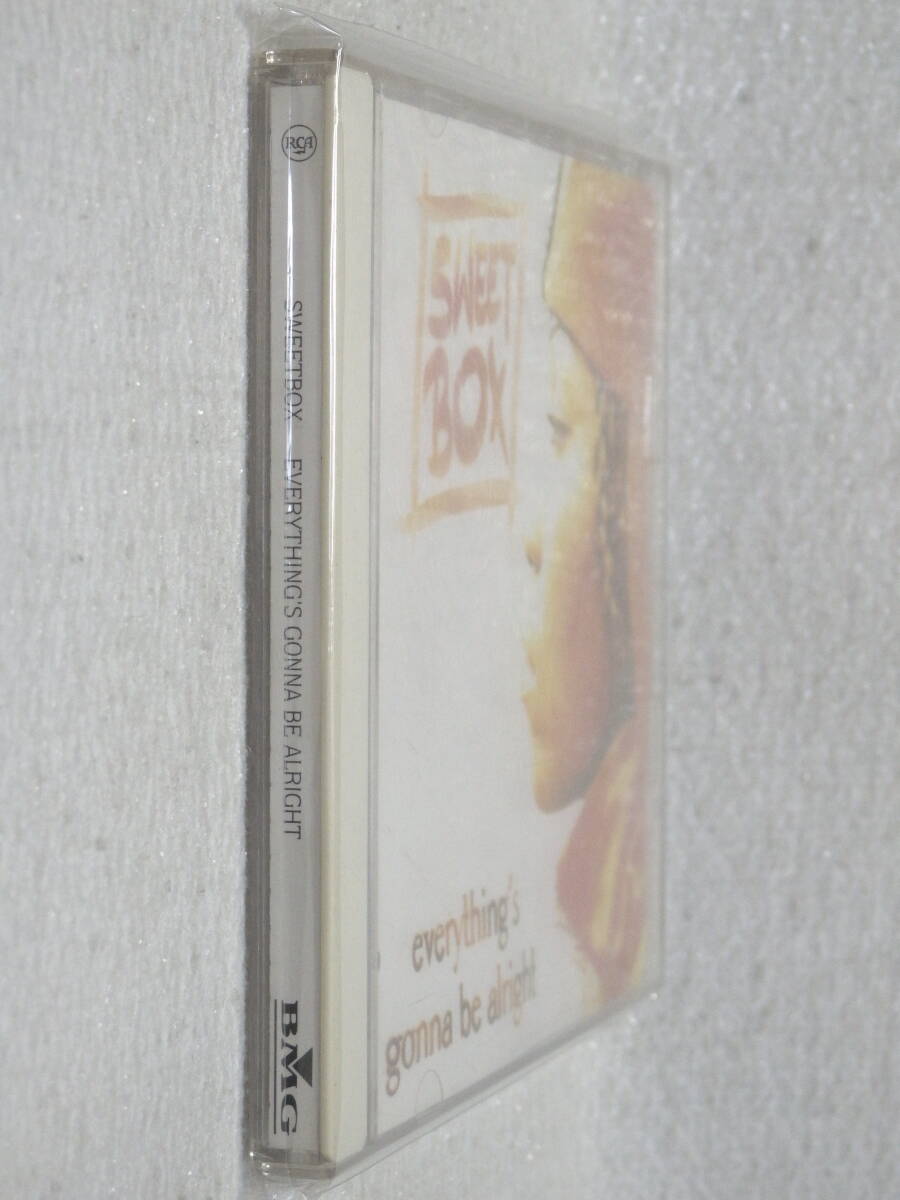 RCA
SWEETBOX EVERYTHING'S GONNA BE ALRIGHT
BMG
SWEET
BOX
everything's
gonna be alright